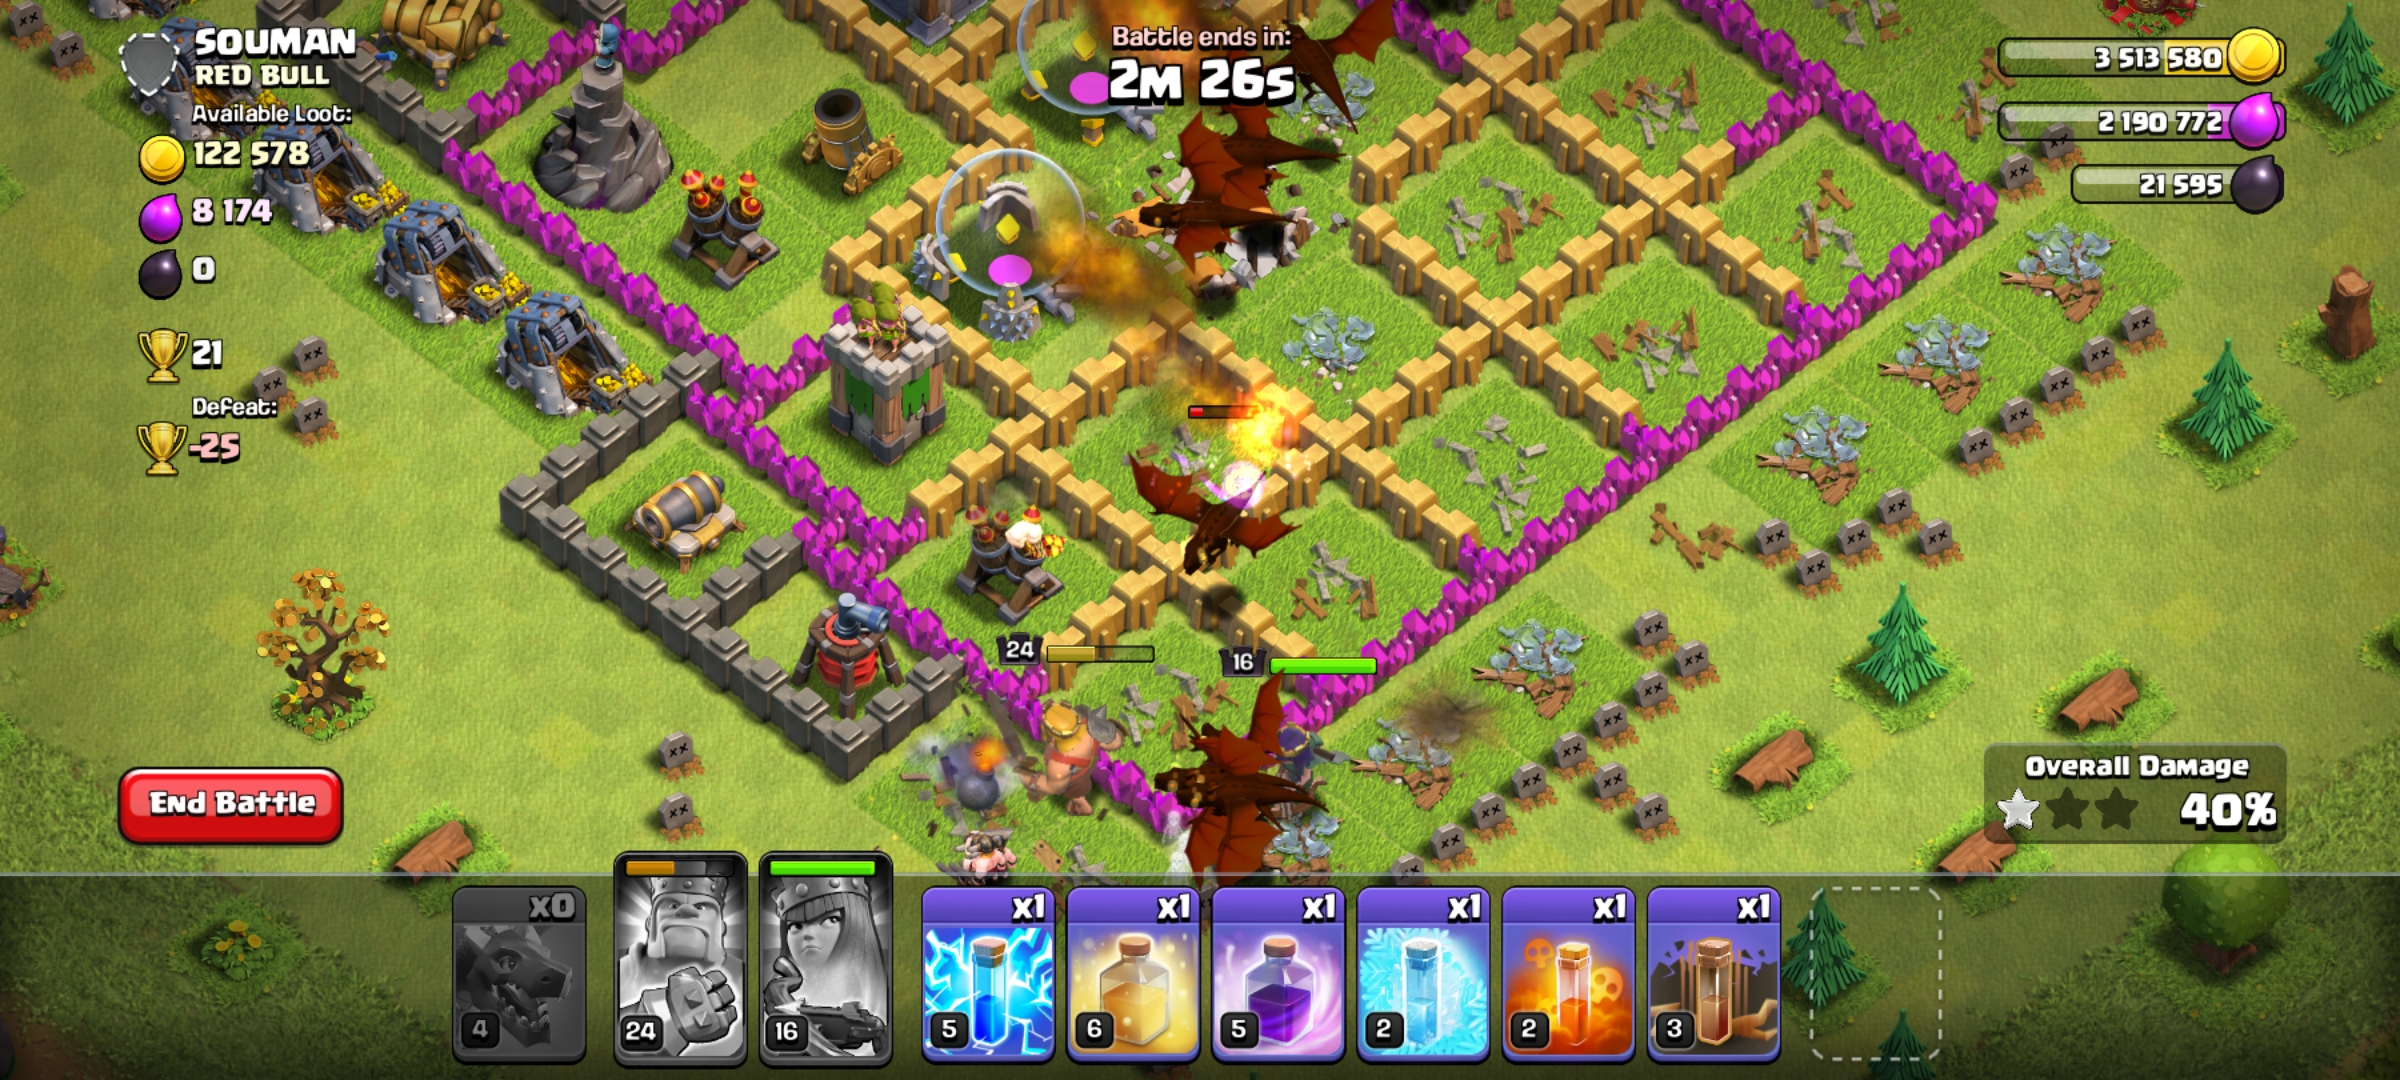 SOUMAN
RED BULL
Available Loot:
122 578
8 174
0
21
Defeat:
-25
Battle ends in:
2M 26S
3 513 580
2 190 772
21 595
24
16
End Battle
Overall Damage
40%
x0
x1
x1
x1
x1
x1
x1
4
24
16
5
6
5
2
2
3